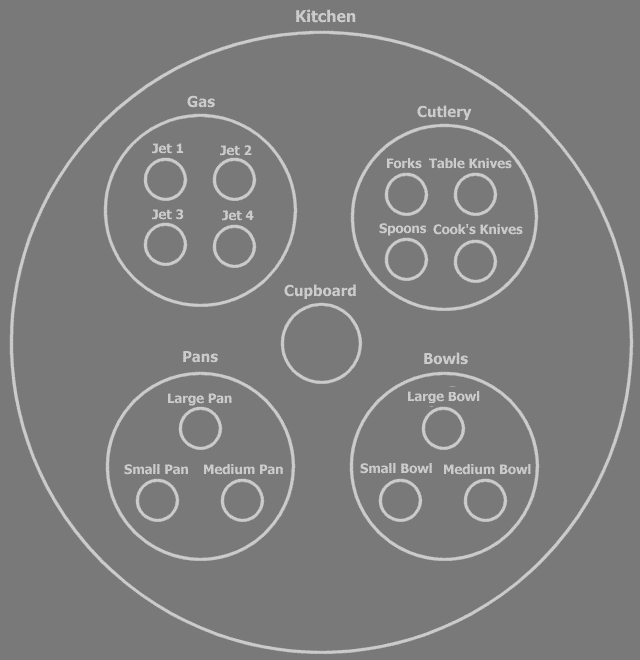 Kitchen
Gas
Cutlery
Jet 1
Jet 2
Forks
Table Knives
Jet 3
Jet 4
Spoons
Cook's Knives
Cupboard
Pans
Bowls
Large Pan
Large Bowl
Small Pan
Medium Pan
Small Bowl
Medium Bowl